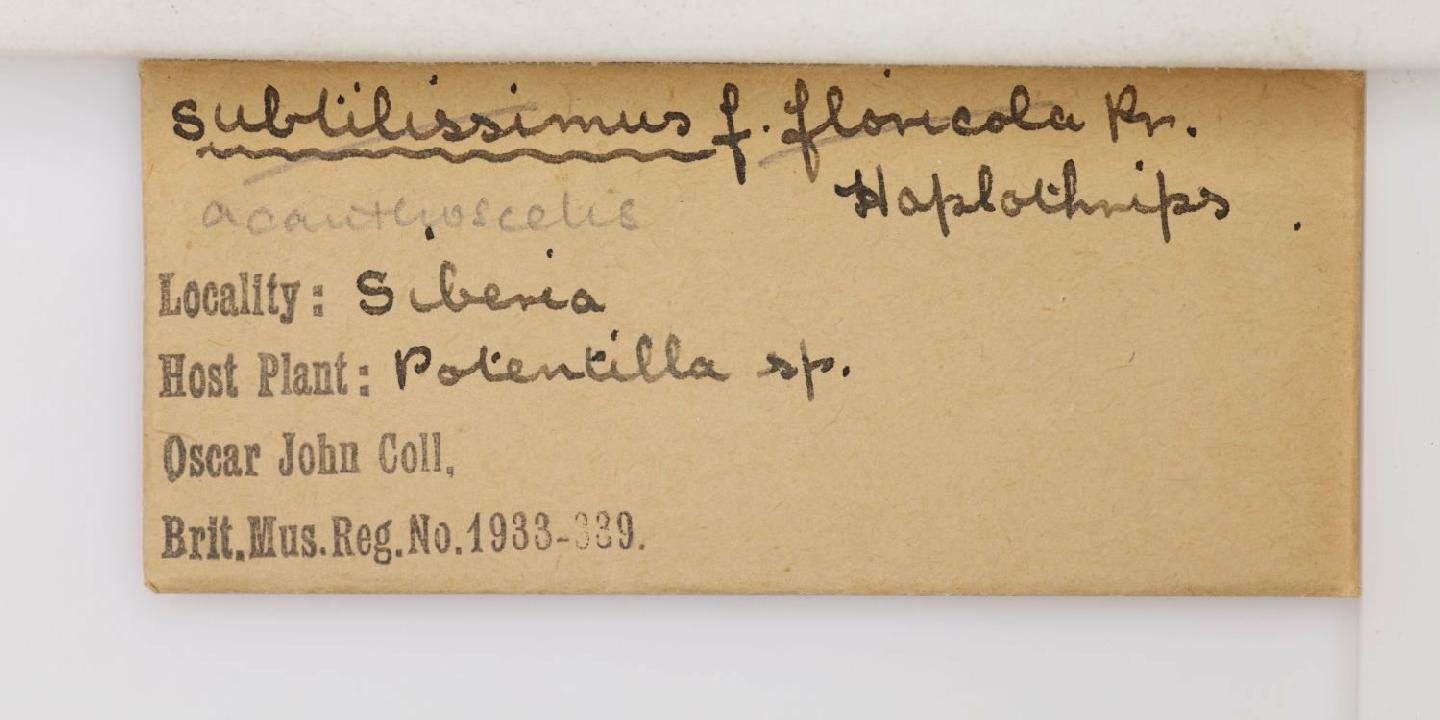 subtilissimus f. floricola Pr.
Haplothrips .
acanthoscelis
Locality: Siberia
Host Plant: Potentilla sp.
Oscar John Coll.
Brit.Mus.Reg.No.1933-339.